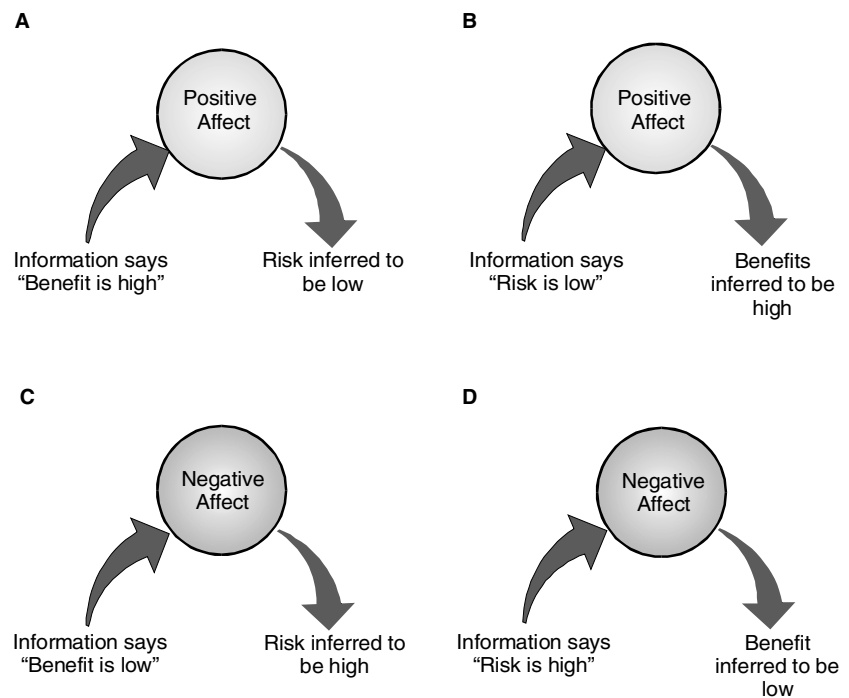 A
Positive
Affect
Information says
“Benefit is high”
Risk inferred to
be low
B
Positive
Affect
Information says
“Risk is low”
Benefits
inferred to be
high
C
Negative
Affect
Information says
“Benefit is low”
Risk inferred to
be high
D
Negative
Affect
Information says
“Risk is high”
Benefit
inferred to be
low